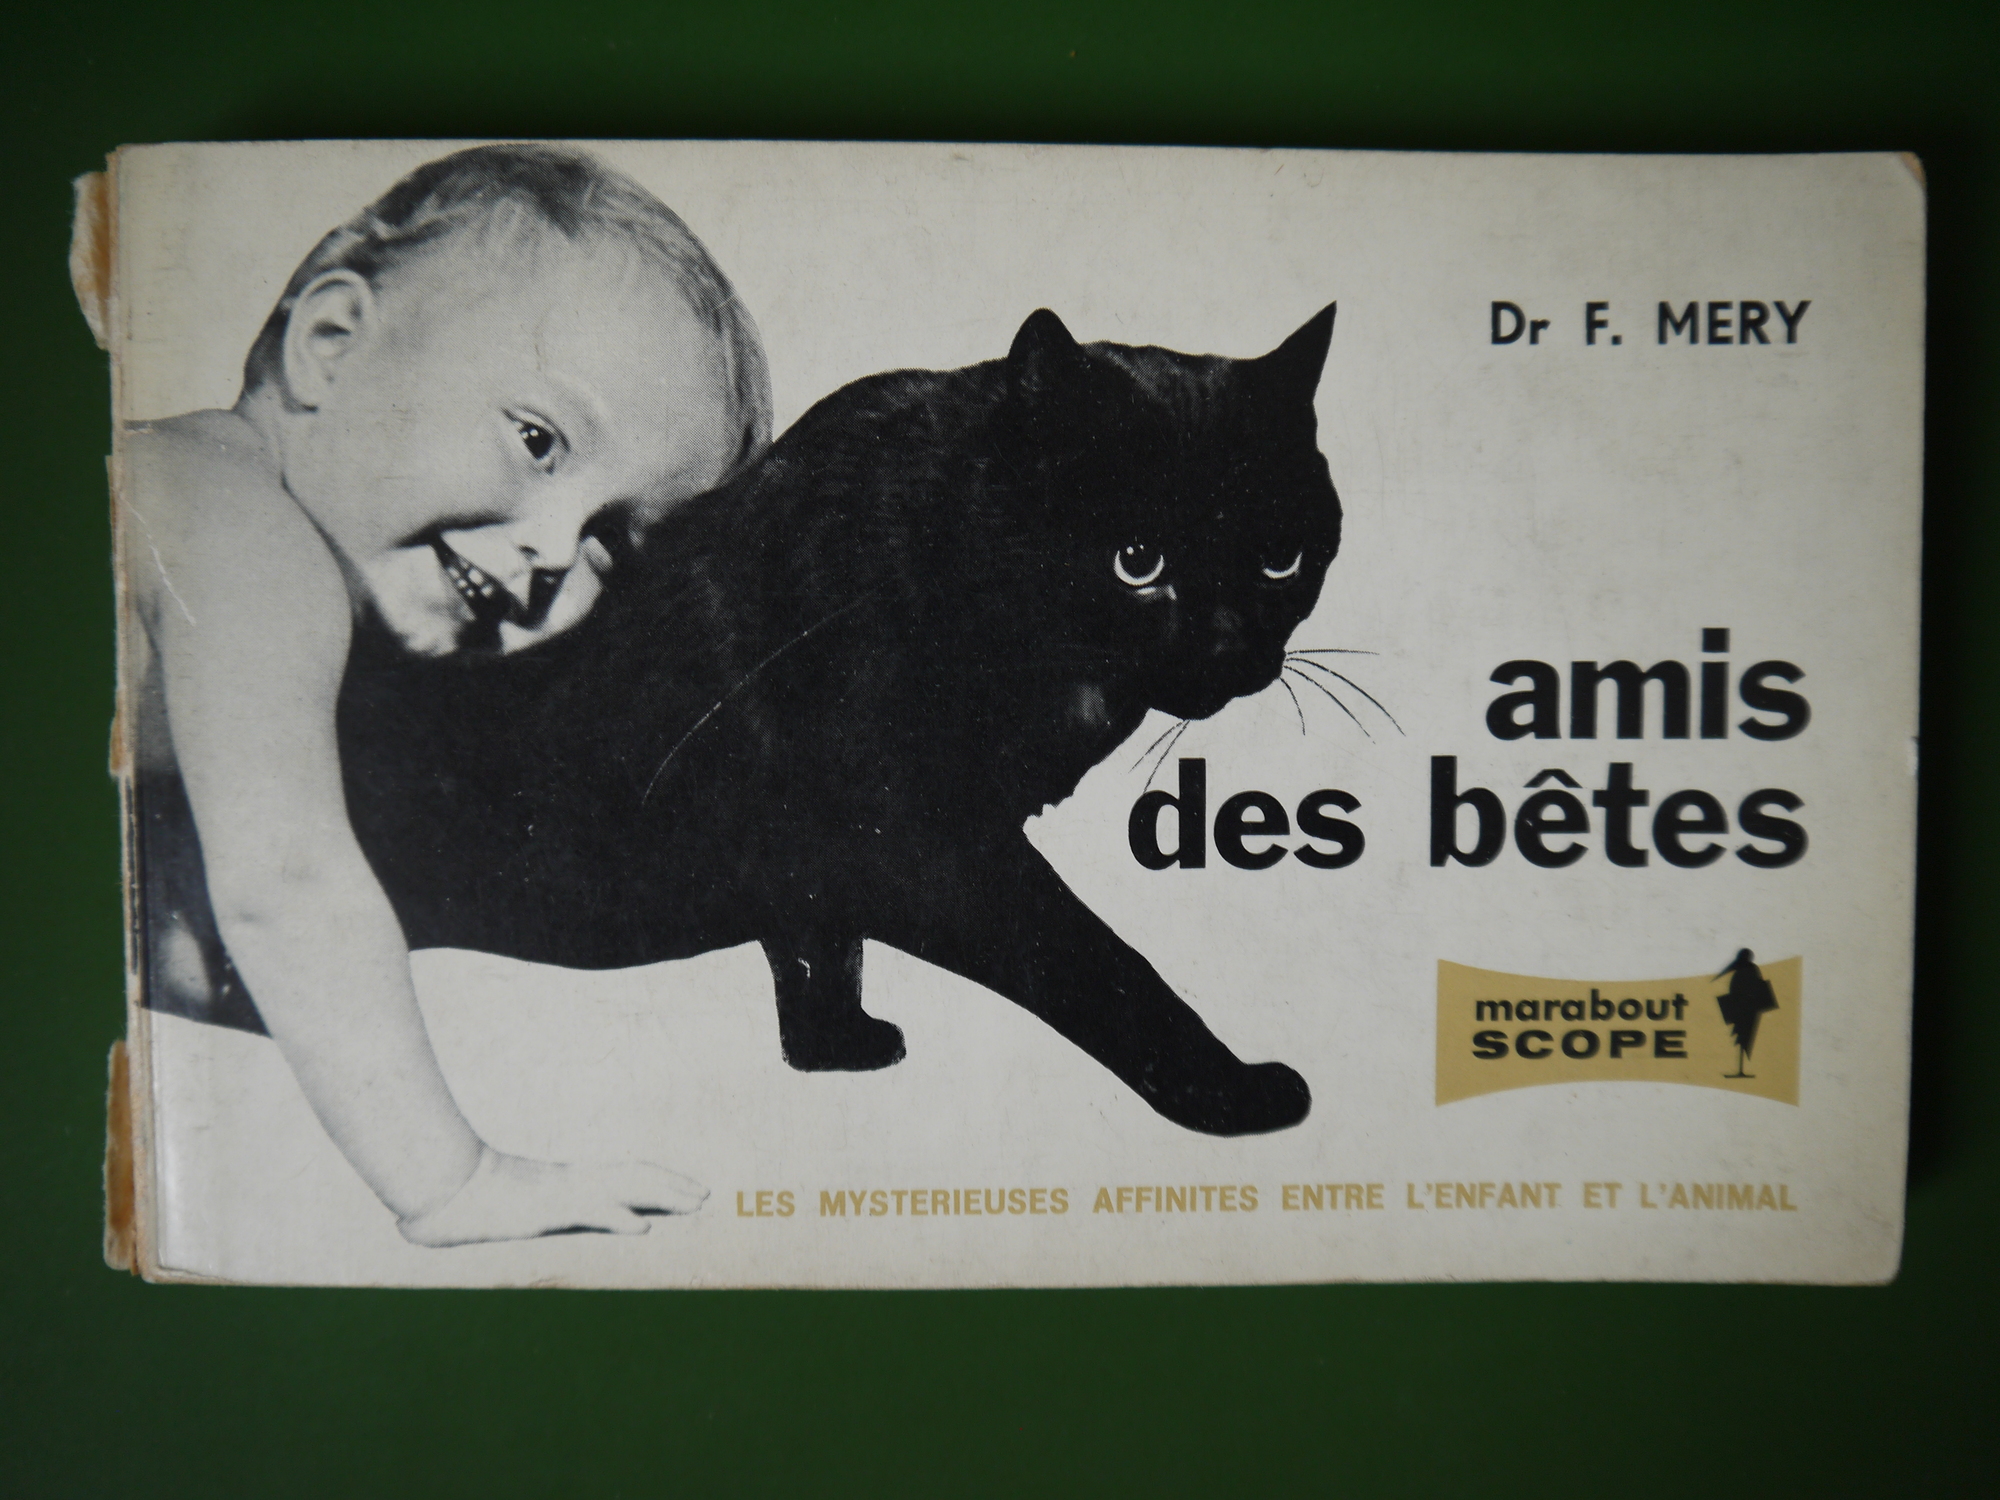 Dr F. MERY
amis
des bêtes
marabout
SCOPE
LES MYSTERIEUSES AFFINITES ENTRE L'ENFANT ET L'ANIMAL